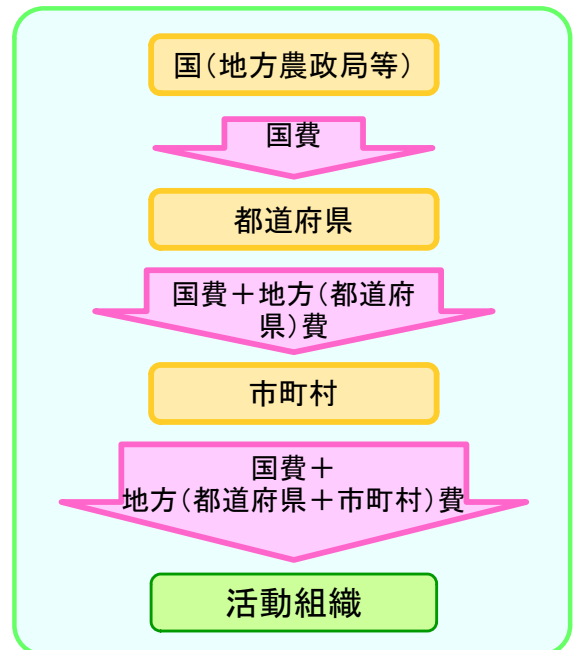 国(地方農政局等)
国費
都道府県
国費+地方(都道府
県)費
市町村
国費+
地方(都道府県+市町村)費
活動組織